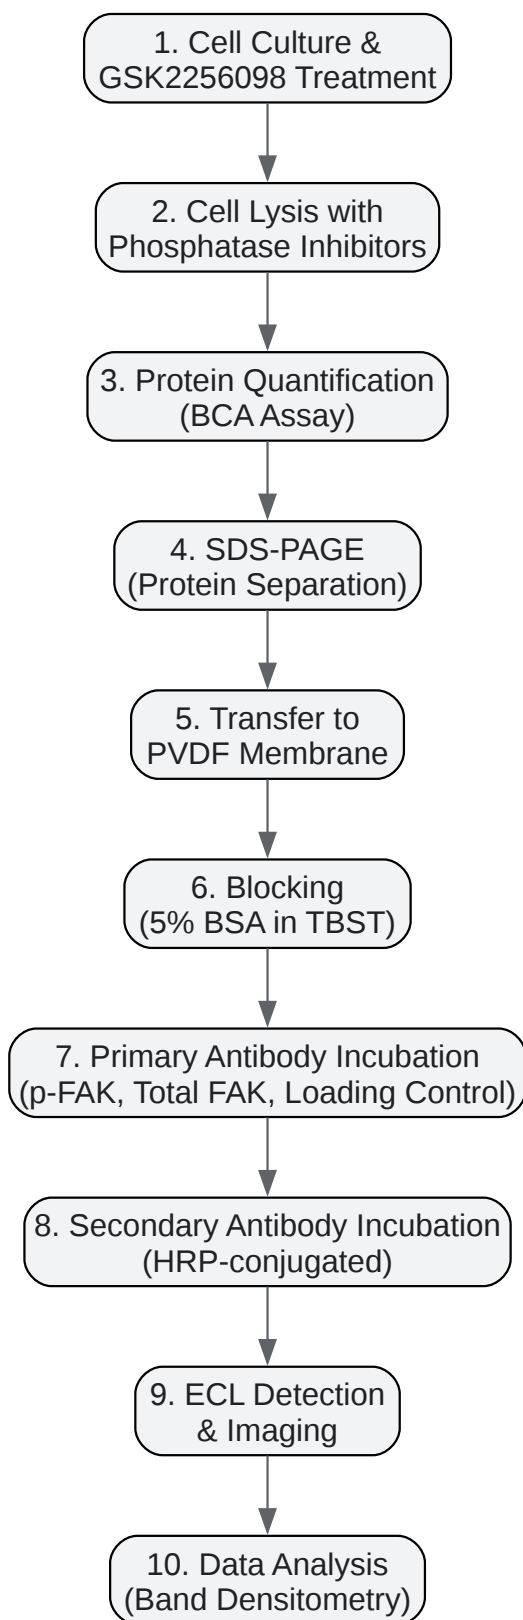 1. Cell Culture &
GSK2256098 Treatment
2. Cell Lysis with
Phosphatase Inhibitors
3. Protein Quantification
(BCA Assay)
4. SDS-PAGE
(Protein Separation)
5. Transfer to
PVDF Membrane
6. Blocking
(5% BSA in TBST)
7. Primary Antibody Incubation
(p-FAK, Total FAK, Loading Control)
8. Secondary Antibody Incubation
(HRP-conjugated)
9. ECL Detection
& Imaging
10. Data Analysis
(Band Densitometry)